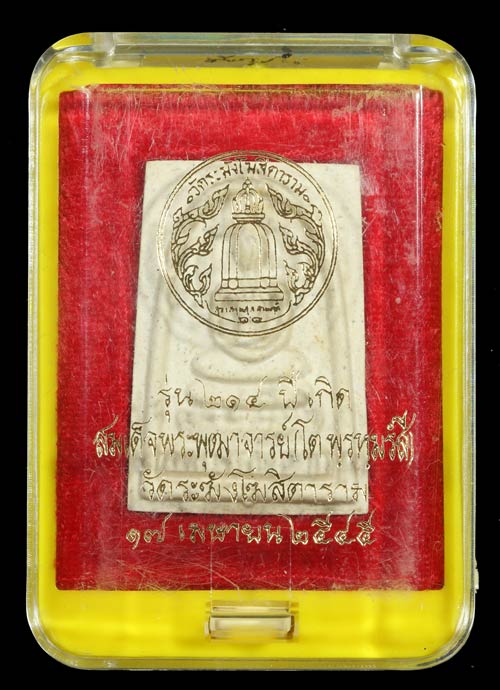 วัดระฆังโฆสิตาราม
รุ่น ๒๑๔ ปี เกิด
สมเด็จพระพุฒาจารย์(โต พรหมรังสี)
วัดระฆังโฆสิตาราม
๑๗ เมษายน ๒๕๔๕